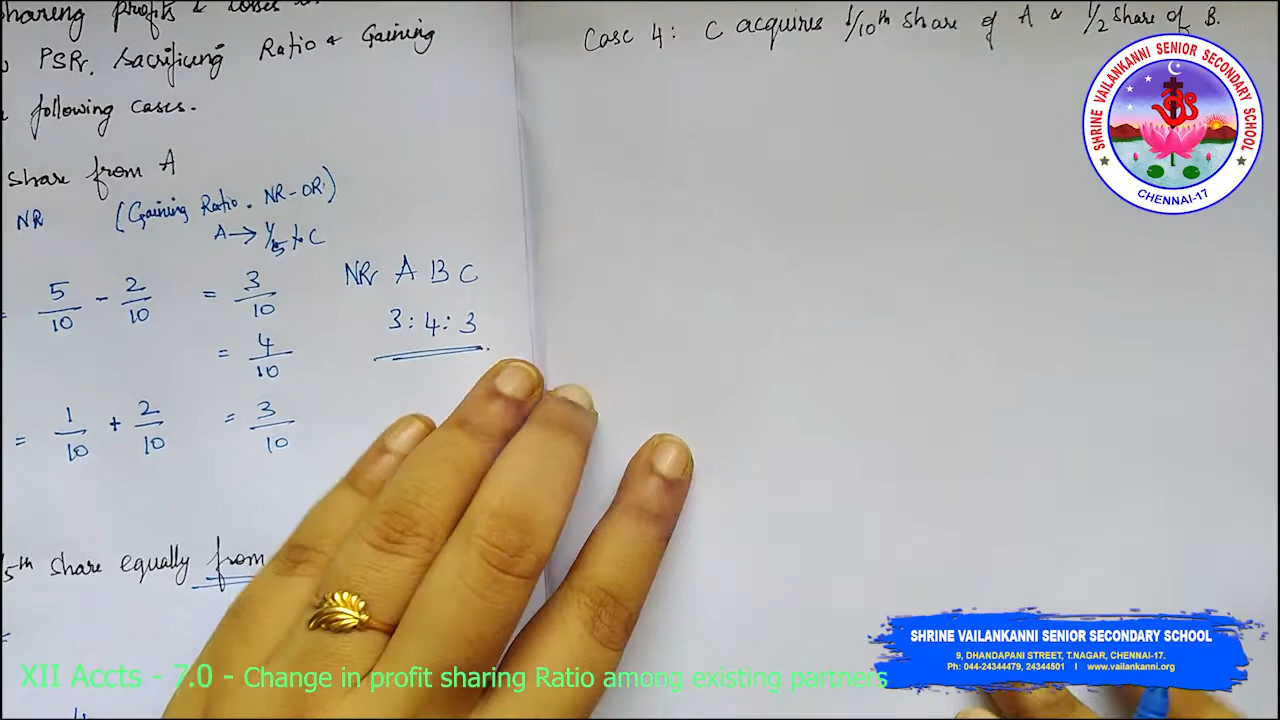 sharing profits & losses
PSR, Sacrificing Ratio & Gaining
following cases.
share from A
NR (Gaining Ratio = NR - OR)
A → 1/5 to C
= 5/10 - 2/10 = 3/10
= 4/10
= 1/10 + 2/10 = 3/10
NR A B C
3 : 4 : 3
/5th share equally from
=
4
Case 4 : C acquires 1/10th share of A & 1/2 share of B.
SHRINE VAILANKANNI SENIOR SECONDARY SCHOOL
CHENNAI-17
SHRINE VAILANKANNI SENIOR SECONDARY SCHOOL
9, DHANDAPANI STREET, T.NAGAR, CHENNAI-17.
Ph: 044-24344479, 24344501 I www.vailankanni.org
XII Accts - 7.0 - Change in profit sharing Ratio among existing partners